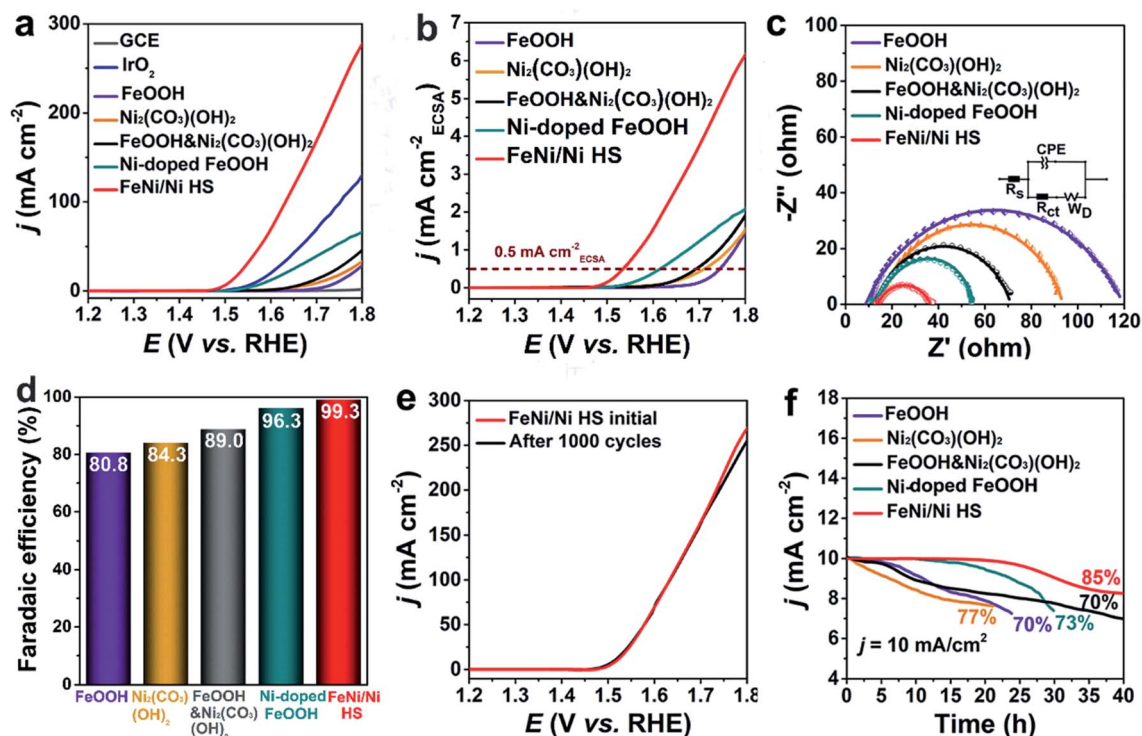 a
300
250
200
150
100
50
0
j (mA cm⁻²)
GCE
IrO₂
FeOOH
Ni₂(CO₃)(OH)₂
FeOOH&Ni₂(CO₃)(OH)₂
Ni-doped FeOOH
FeNi/Ni HS
1.2 1.3 1.4 1.5 1.6 1.7 1.8
E (V vs. RHE)
b
7
6
5
4
3
2
1
0
j (mA cm⁻²ECSA)
FeOOH
Ni₂(CO₃)(OH)₂
FeOOH&Ni₂(CO₃)(OH)₂
Ni-doped FeOOH
FeNi/Ni HS
0.5 mA cm⁻²ECSA
1.2 1.3 1.4 1.5 1.6 1.7 1.8
E (V vs. RHE)
c
100
80
60
40
20
0
-Z" (ohm)
FeOOH
Ni₂(CO₃)(OH)₂
FeOOH&Ni₂(CO₃)(OH)₂
Ni-doped FeOOH
FeNi/Ni HS
CPE
Rs
Rct
WD
0 20 40 60 80 100 120
Z' (ohm)
d
100
80
60
40
20
0
Faradaic efficiency (%)
80.8
84.3
89.0
96.3
99.3
FeOOH
Ni₂(CO₃)
(OH)₂
FeOOH
&Ni₂(CO₃)
(OH)₂
Ni-doped
FeOOH
FeNi/Ni
HS
e
300
250
200
150
100
50
0
j (mA cm⁻²)
FeNi/Ni HS initial
After 1000 cycles
1.2 1.3 1.4 1.5 1.6 1.7 1.8
E (V vs. RHE)
f
18
16
14
12
10
8
6
4
j (mA cm⁻²)
FeOOH
Ni₂(CO₃)(OH)₂
FeOOH&Ni₂(CO₃)(OH)₂
Ni-doped FeOOH
FeNi/Ni HS
85%
70%
77%
70%
73%
j = 10 mA/cm²
0 5 10 15 20 25 30 35 40
Time (h)